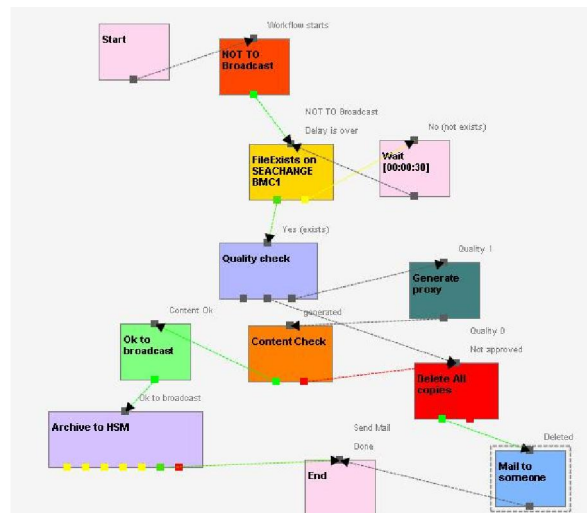 Workflow starts
Start
NOT TO
Broadcast
NOT TO Broadcast
Delay is over
No (not exists)
FileExists on
SEACHANGE
BMC1
Wait
[00:00:30]
Yes (exists)
Quality check
Quality 1
Generate
proxy
Content Ok
generated
Quality 0
Not approved
Ok to
broadcast
Content Check
Delete All
copies
Ok to broadcast
Archive to HSM
Send Mail
Done
Deleted
Mail to
someone
End